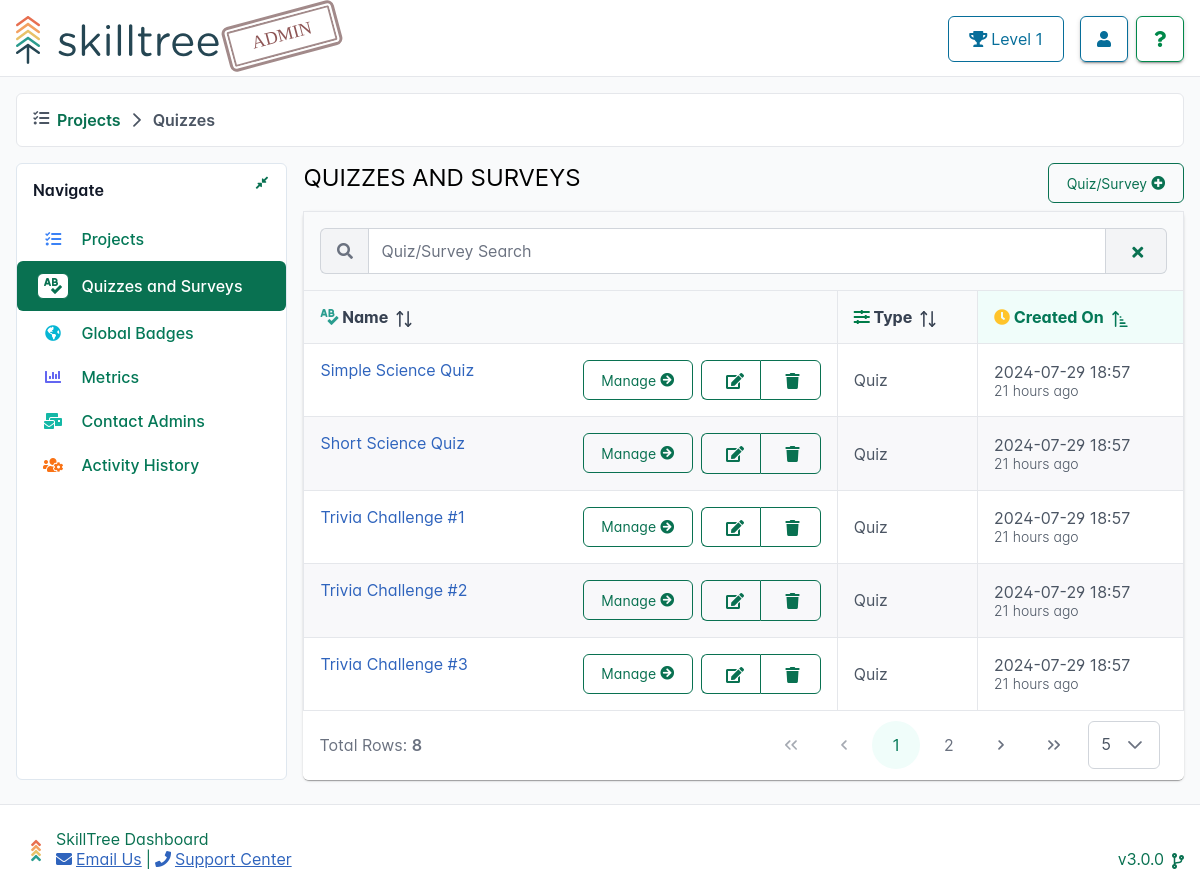 skilltree ADMIN
Level 1 ?
Projects > Quizzes
Navigate
Projects
AB Quizzes and Surveys
Global Badges
Metrics
Contact Admins
Activity History
QUIZZES AND SURVEYS
Quiz/Survey
Quiz/Survey Search
AB Name Type Created On
Simple Science Quiz Manage Quiz 2024-07-29 18:57
21 hours ago
Short Science Quiz Manage Quiz 2024-07-29 18:57
21 hours ago
Trivia Challenge #1 Manage Quiz 2024-07-29 18:57
21 hours ago
Trivia Challenge #2 Manage Quiz 2024-07-29 18:57
21 hours ago
Trivia Challenge #3 Manage Quiz 2024-07-29 18:57
21 hours ago
Total Rows: 8 1 2 5
SkillTree Dashboard
Email Us | Support Center
v3.0.0